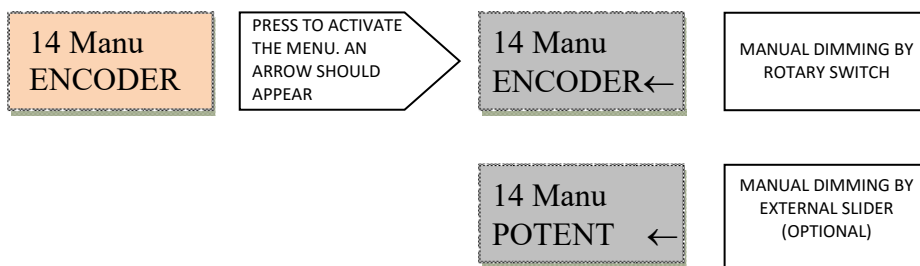 14 Manu
ENCODER
PRESS TO ACTIVATE
THE MENU. AN
ARROW SHOULD
APPEAR
14 Manu
ENCODER←
MANUAL DIMMING BY
ROTARY SWITCH
14 Manu
POTENT ←
MANUAL DIMMING BY
EXTERNAL SLIDER
(OPTIONAL)